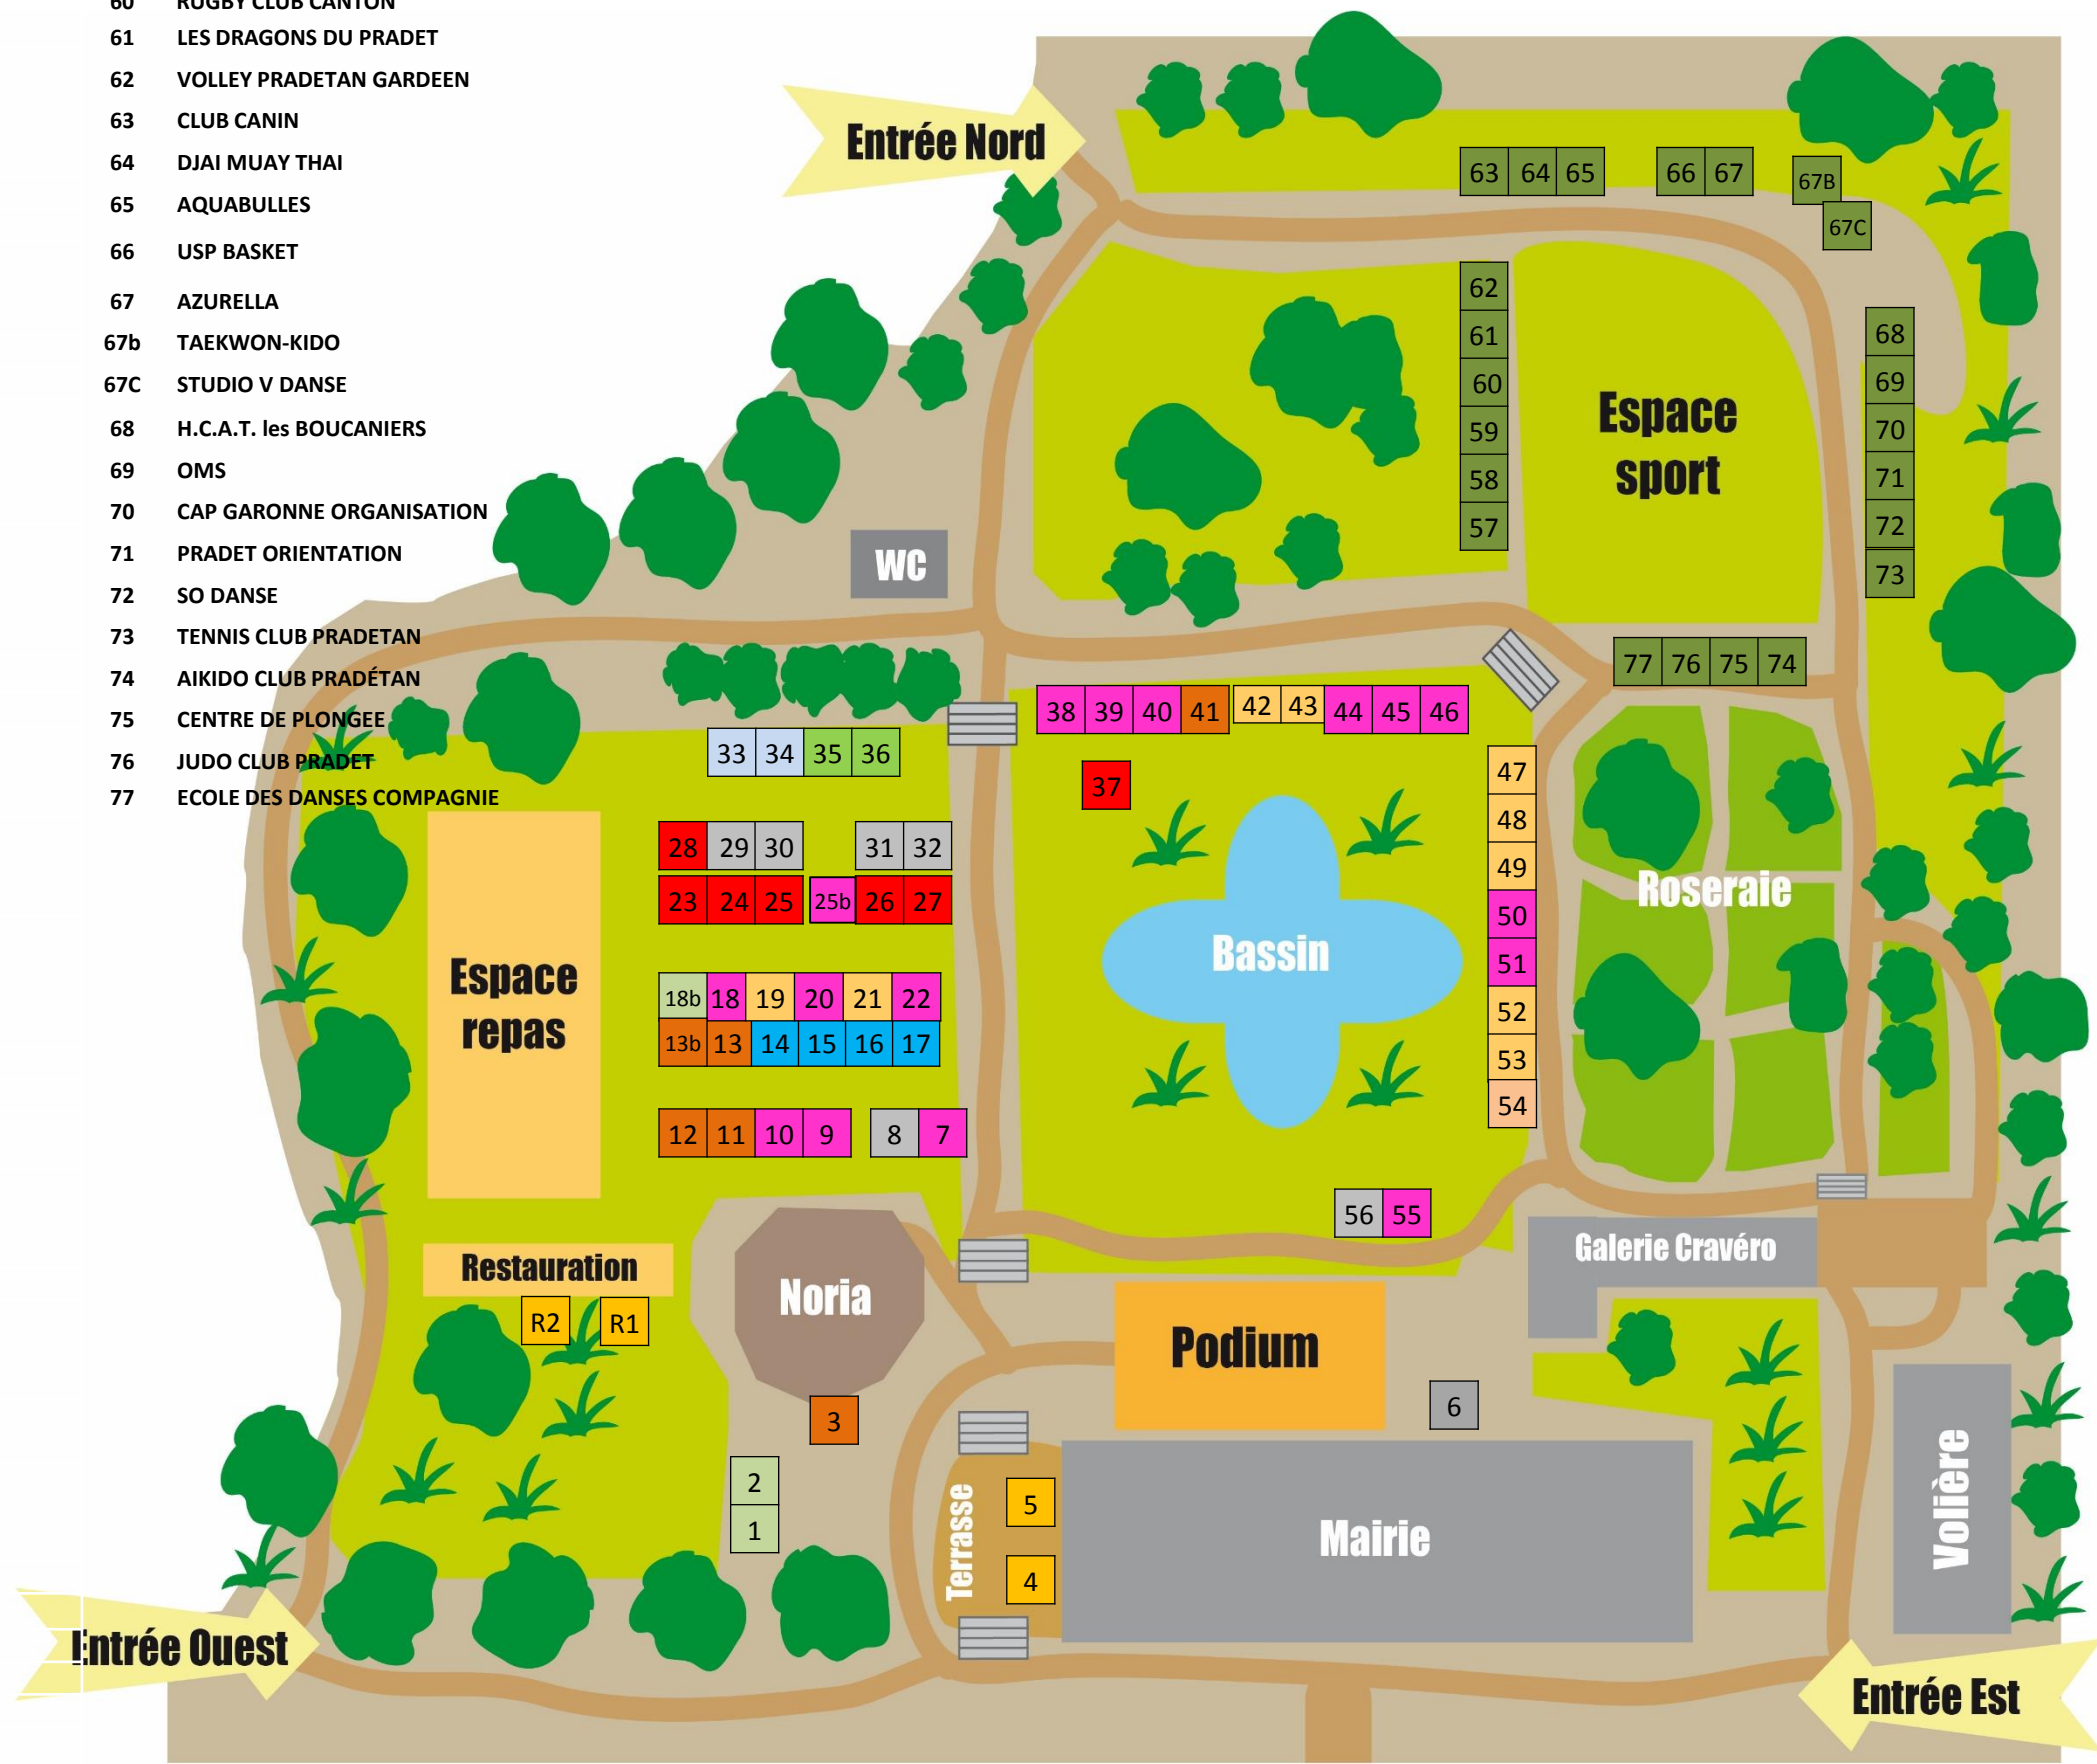 60 RUGBY CLUB CANTON
61 LES DRAGONS DU PRADET
62 VOLLEY PRADETAN GARDEEN
63 CLUB CANIN
64 DJAI MUAY THAI
65 AQUABULLES
66 USP BASKET
67 AZURELLA
67b TAEKWON-KIDO
67C STUDIO V DANSE
68 H.C.A.T. les BOUCANIERS
69 OMS
70 CAP GARONNE ORGANISATION
71 PRADET ORIENTATION
72 SO DANSE
73 TENNIS CLUB PRADETAN
74 AIKIDO CLUB PRADÉTAN
75 CENTRE DE PLONGEE
76 JUDO CLUB PRADET
77 ECOLE DES DANSES COMPAGNIE
Entrée Nord
63 64 65 66 67 67B
67C
62
61
60
59
58
57
Espace
sport
68
69
70
71
72
73
WC
77 76 75 74
38 39 40 41 42 43 44 45 46
33 34 35 36
37
47
48
49
50
51
52
53
54
28 29 30 31 32
23 24 25 25b 26 27
Roseraie
Bassin
Espace
repas
18b 18 19 20 21 22
13b 13 14 15 16 17
12 11 10 9 8 7
56 55
Galerie Cravéro
Restauration
R2 R1
Noria
Podium
3
6
2
1
Terrasse
5
4
Mairie
Volière
Entrée Ouest
Entrée Est